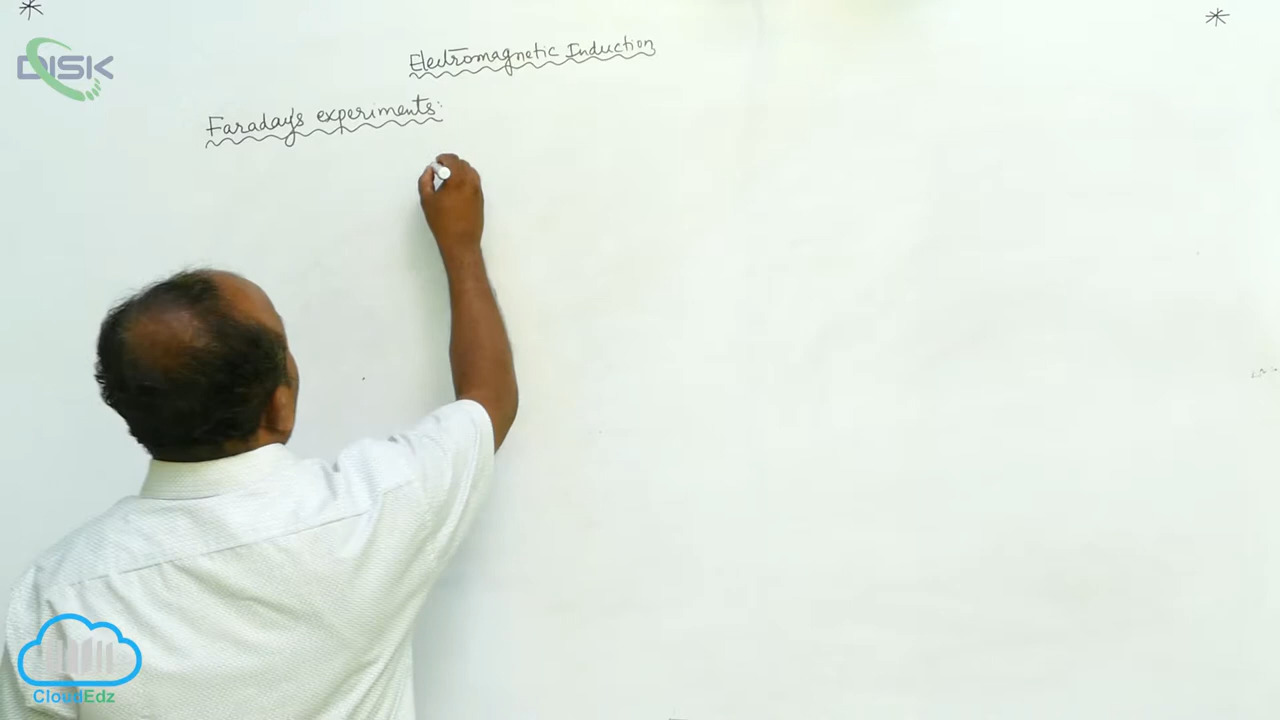 DISK
Electromagnetic Induction
Faraday's experiments:
CloudEdz